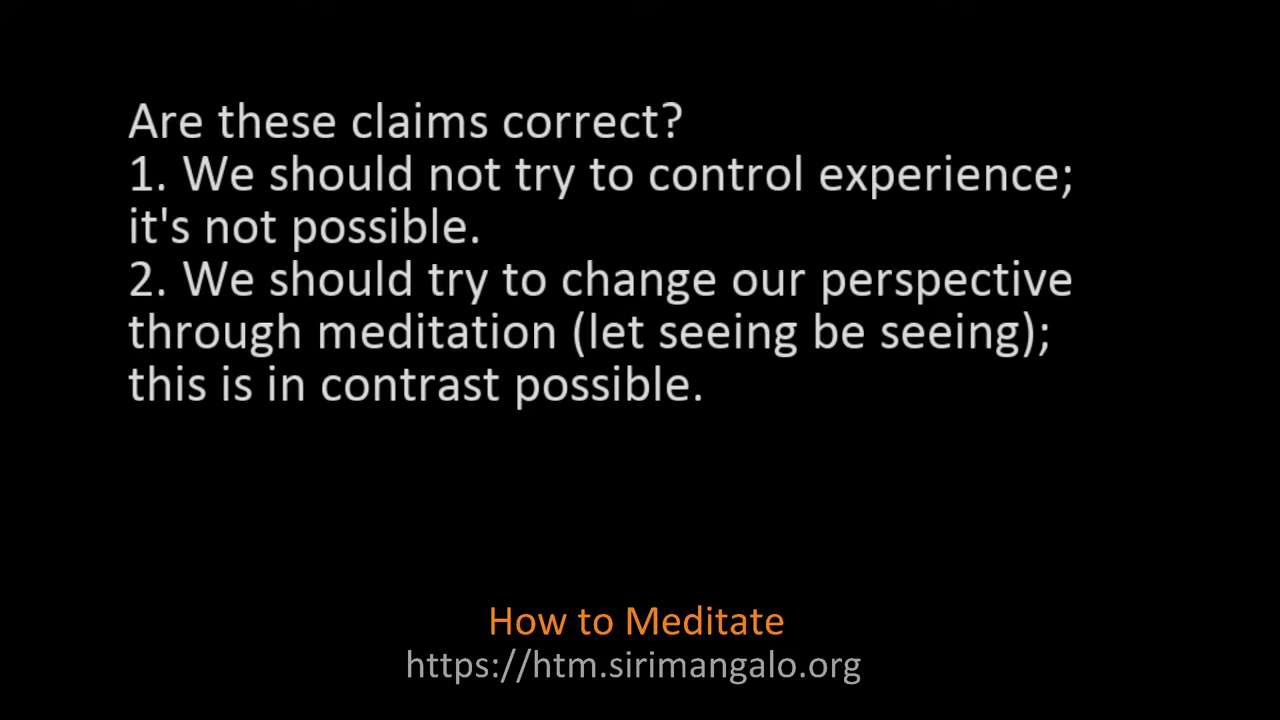 Are these claims correct?
1. We should not try to control experience;
it's not possible.
2. We should try to change our perspective
through meditation (let seeing be seeing);
this is in contrast possible.
How to Meditate
https://htm.sirimangalo.org